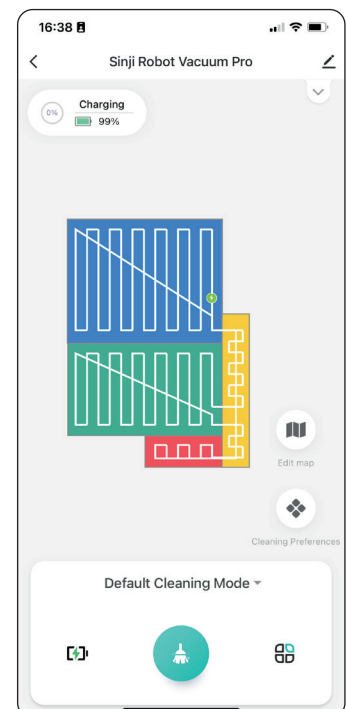 16:38
Sinji Robot Vacuum Pro
0%
Charging
99%
Edit map
Cleaning Preferences
Default Cleaning Mode